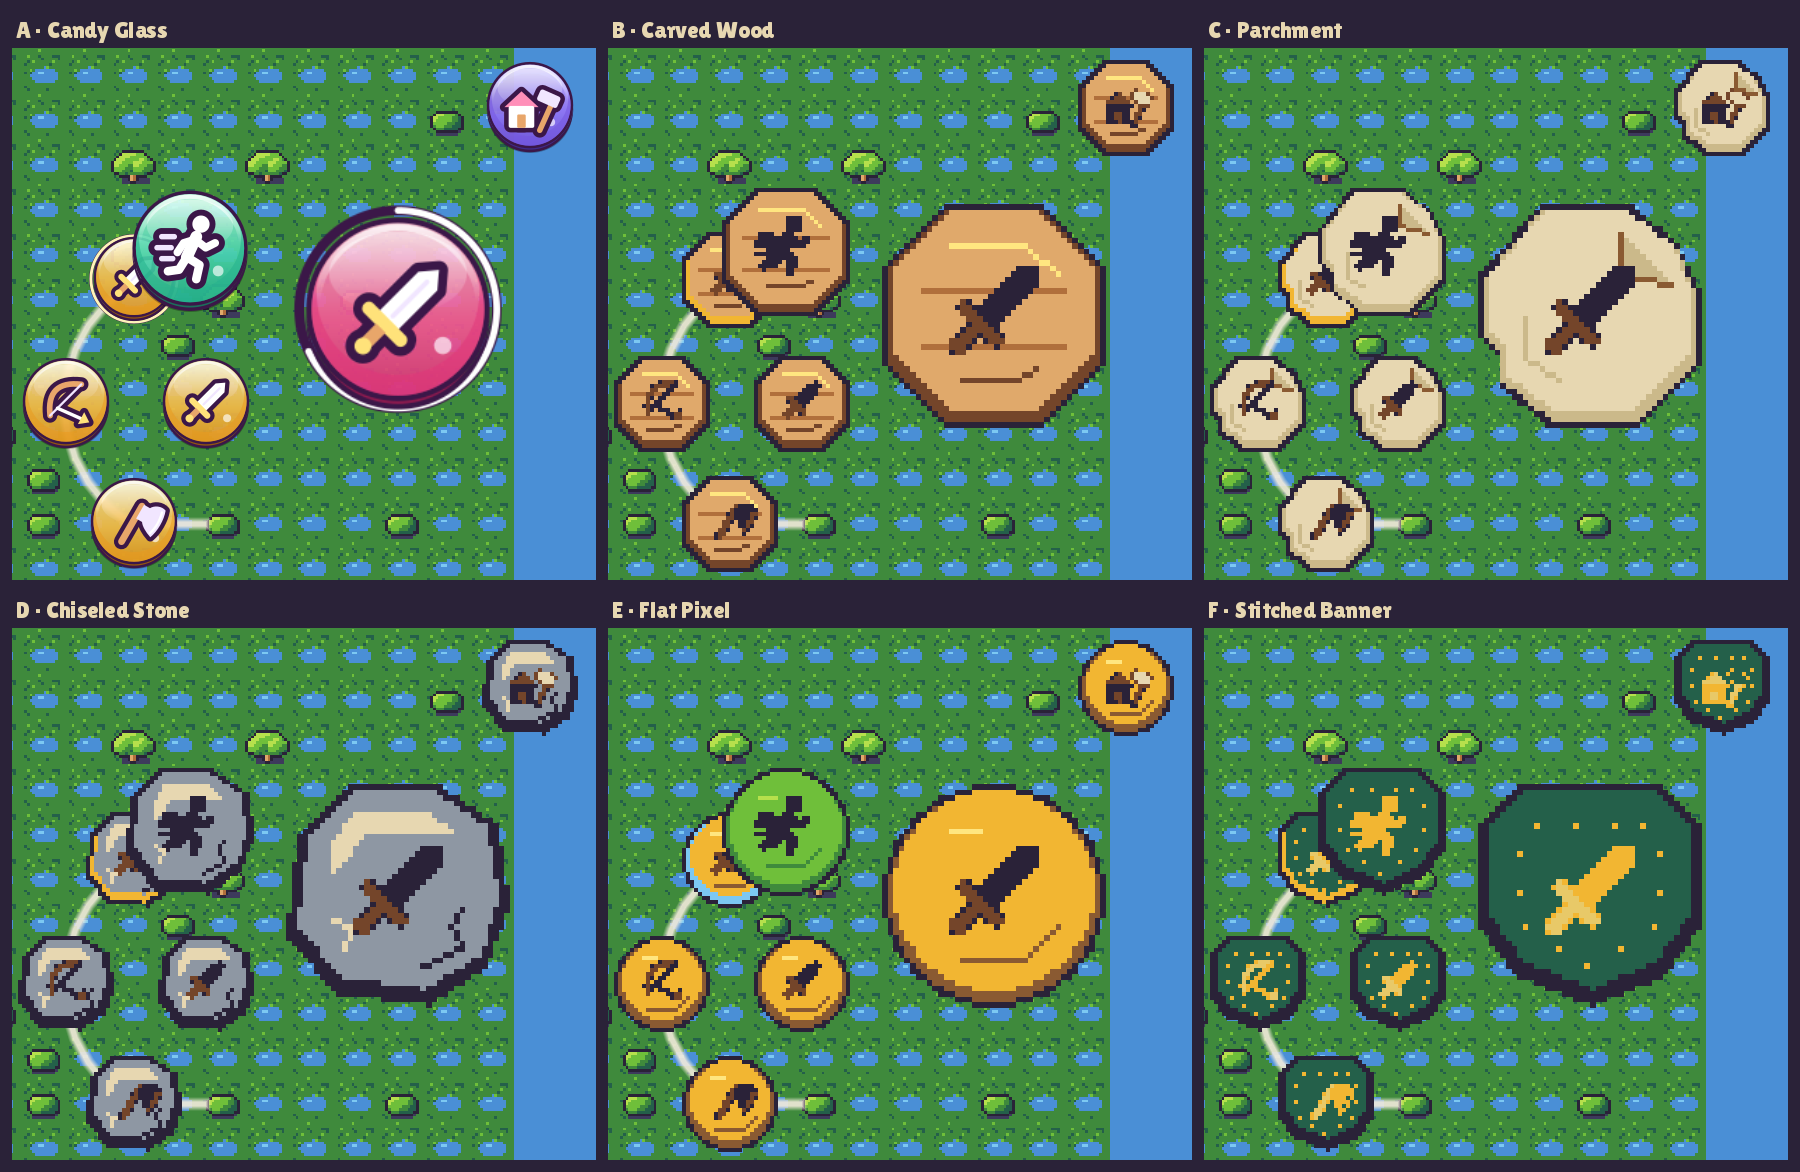 A · Candy Glass
B · Carved Wood
C · Parchment
D · Chiseled Stone
E · Flat Pixel
F · Stitched Banner